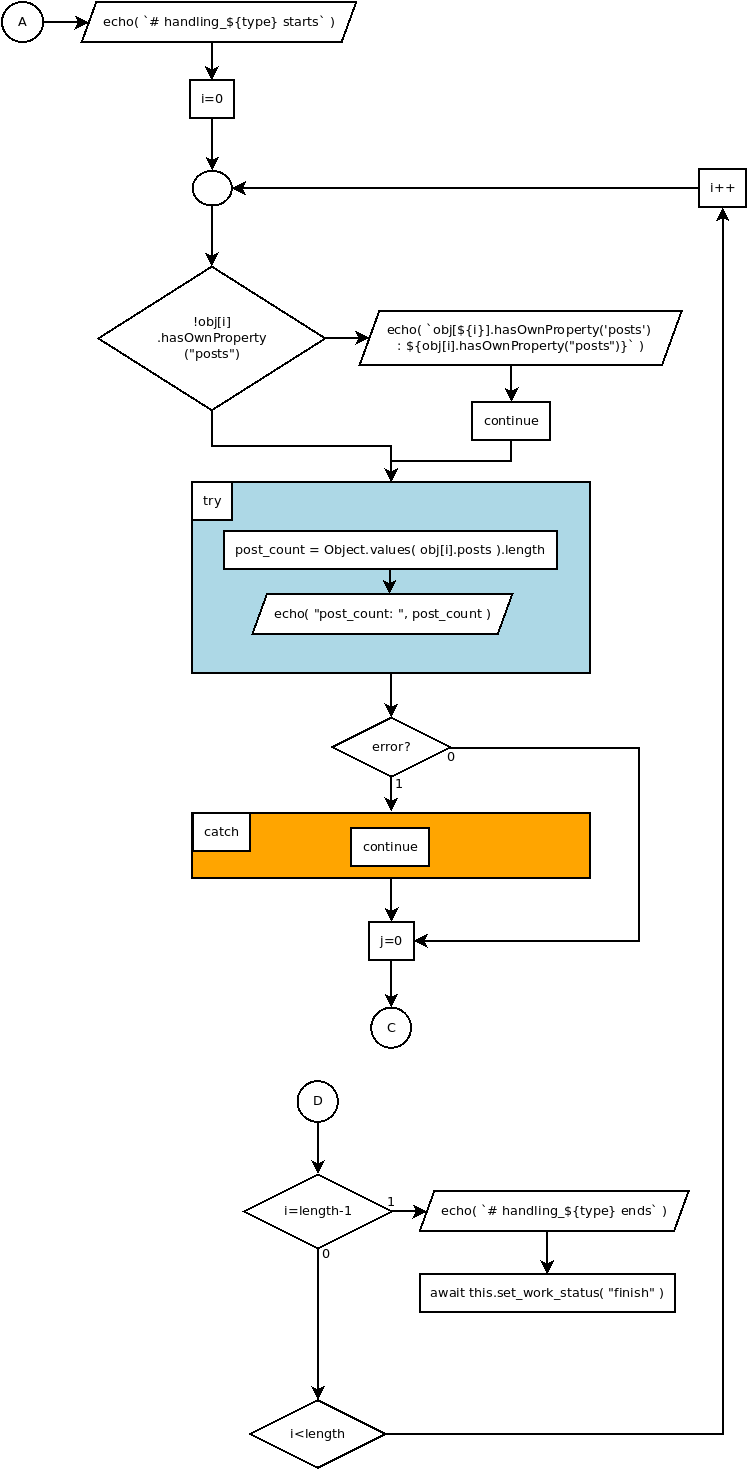 A
echo( `# handling_${type} starts` )
i=0
i++
!obj[i]
.hasOwnProperty
("posts")
echo( `obj[${i}].hasOwnProperty('posts')
: ${obj[i].hasOwnProperty("posts")}` )
continue
try
post_count = Object.values( obj[i].posts ).length
echo( "post_count: ", post_count )
error?
0
1
catch
continue
j=0
C
D
i=length-1
1
echo( `# handling_${type} ends` )
0
await this.set_work_status( "finish" )
i<length